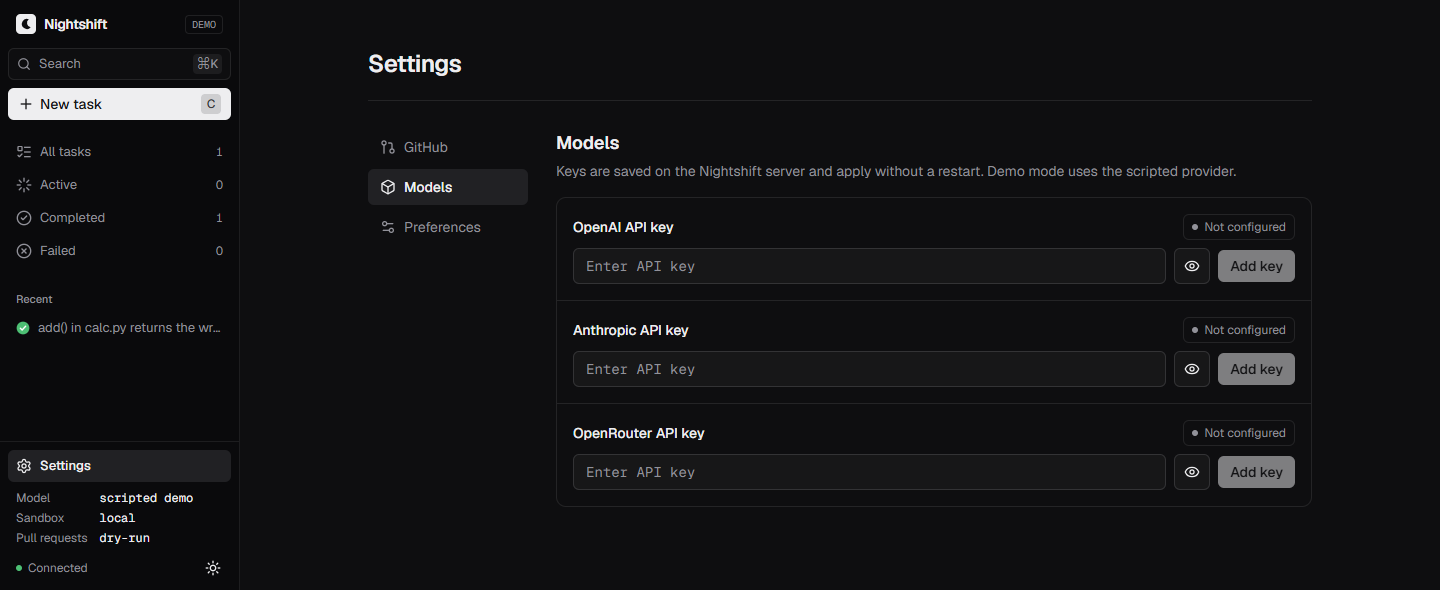 Nightshift DEMO
Search ⌘K
New task C
All tasks 1
Active 0
Completed 1
Failed 0
Recent
add() in calc.py returns the wr...
Settings
Model scripted demo
Sandbox local
Pull requests dry-run
Connected
Settings
GitHub
Models
Preferences
Models
Keys are saved on the Nightshift server and apply without a restart. Demo mode uses the scripted provider.
OpenAI API key Not configured
Enter API key Add key
Anthropic API key Not configured
Enter API key Add key
OpenRouter API key Not configured
Enter API key Add key